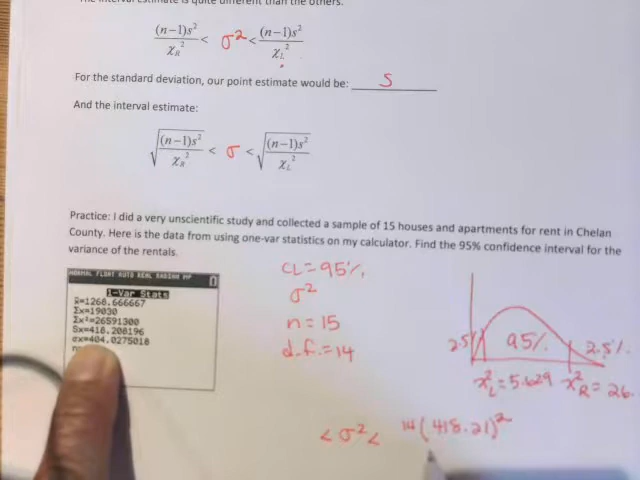 The interval estimate is quite different than the others.
(n−1)s² / χ_R² < σ² < (n−1)s² / χ_L²
For the standard deviation, our point estimate would be: S
And the interval estimate:
√((n−1)s² / χ_R²) < σ < √((n−1)s² / χ_L²)
Practice: I did a very unscientific study and collected a sample of 15 houses and apartments for rent in Chelan
County. Here is the data from using one-var statistics on my calculator. Find the 95% confidence interval for the
variance of the rentals.
NORMAL FLOAT AUTO REAL RADIAN MP
1-Var Stats
x̄=1268.666667
Σx=19030
Σx²=26591300
Sx=418.208196
σx=404.0275018
CL=95%
σ²
n=15
d.f.=14
2.5% 95% 2.5%
x²_L=5.629 x²_R=26.
< σ² < 14(418.21)²